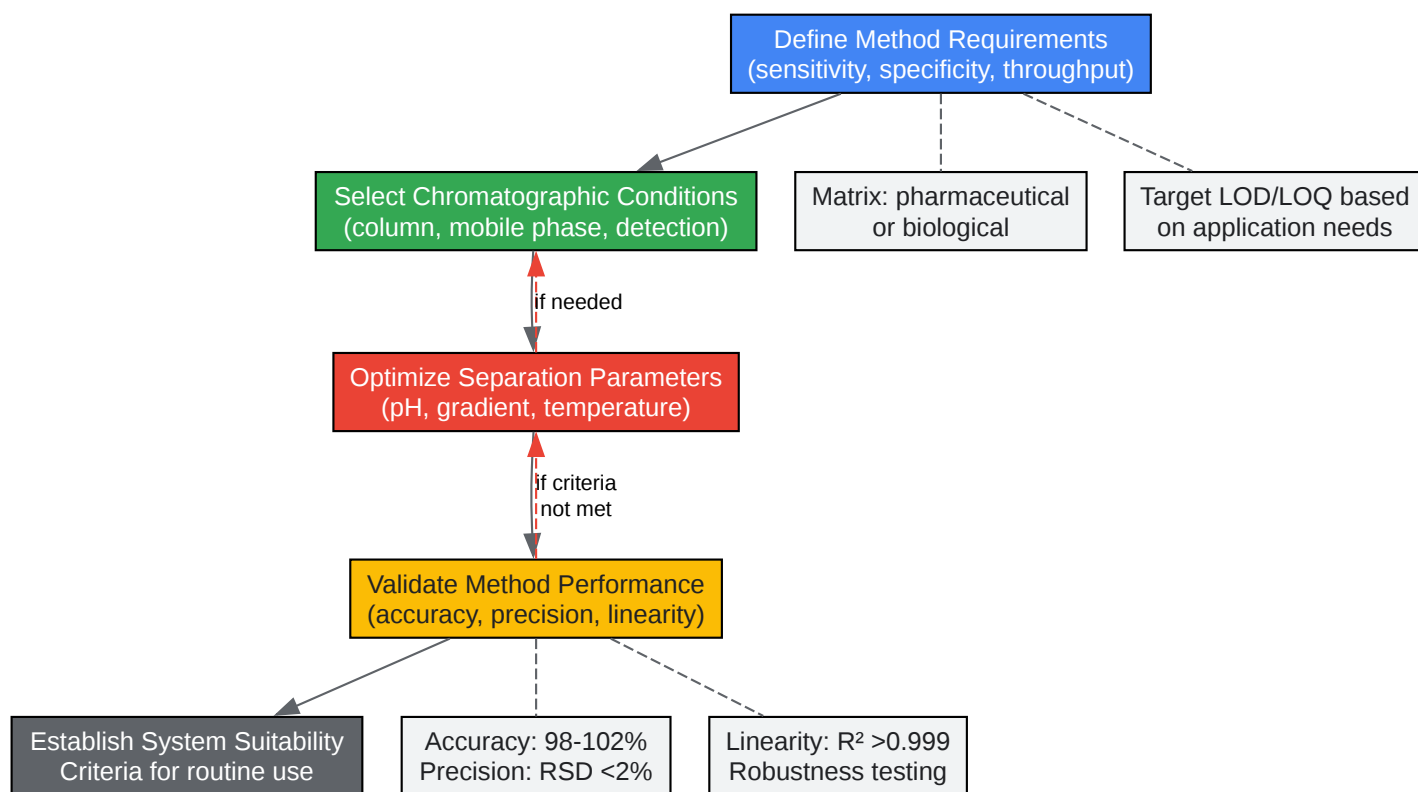 Define Method Requirements
(sensitivity, specificity, throughput)
Select Chromatographic Conditions
(column, mobile phase, detection)
Matrix: pharmaceutical
or biological
Target LOD/LOQ based
on application needs
if needed
Optimize Separation Parameters
(pH, gradient, temperature)
if criteria
not met
Validate Method Performance
(accuracy, precision, linearity)
Establish System Suitability
Criteria for routine use
Accuracy: 98-102%
Precision: RSD <2%
Linearity: R² >0.999
Robustness testing